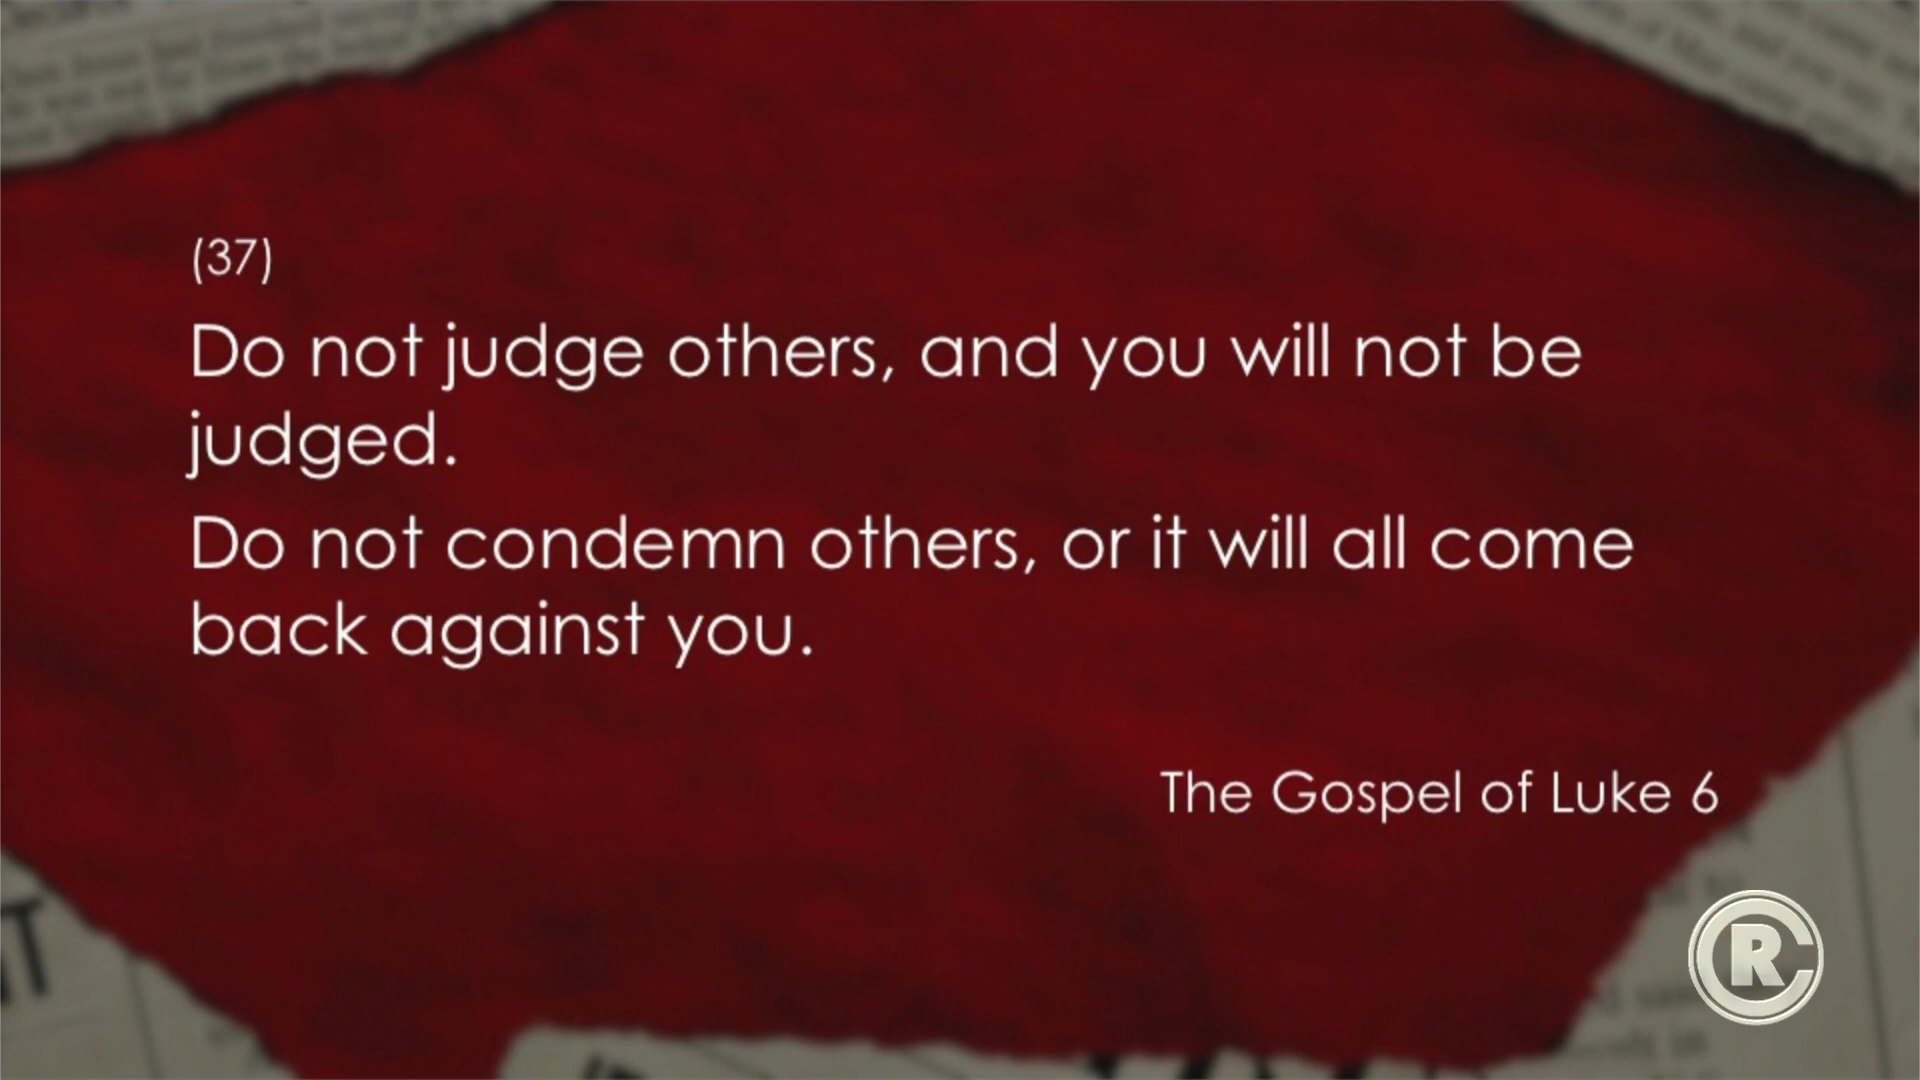 (37)
Do not judge others, and you will not be
judged.
Do not condemn others, or it will all come
back against you.
The Gospel of Luke 6
CR